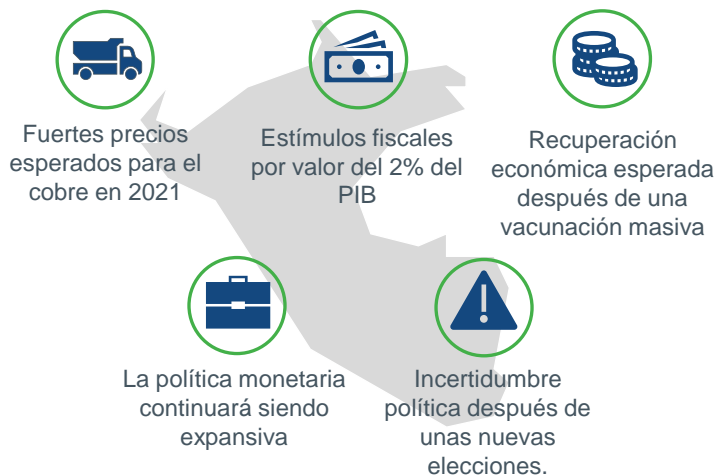 Fuertes precios
esperados para el
cobre en 2021
Estímulos fiscales
por valor del 2% del
PIB
Recuperación
económica esperada
después de una
vacunación masiva
La política monetaria
continuará siendo
expansiva
Incertidumbre
política después de
unas nuevas
elecciones.